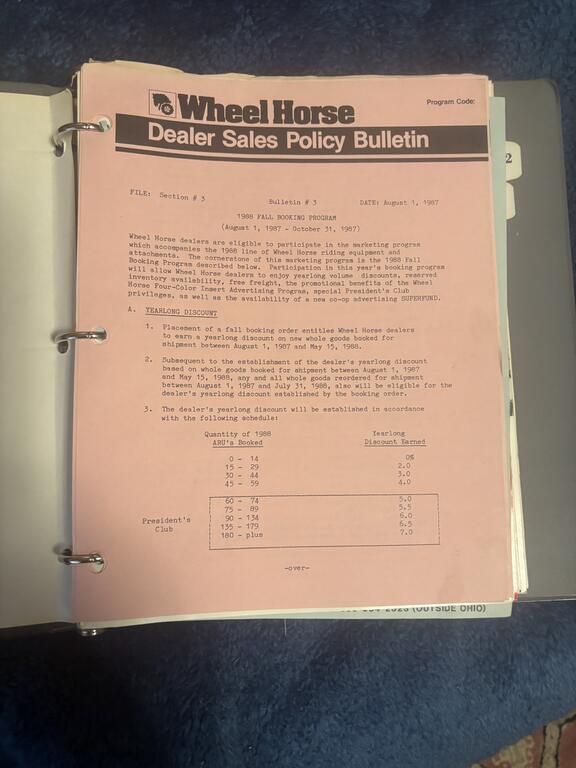 Wheel Horse
Program Code:
Dealer Sales Policy Bulletin
2
FILE: Section # 3 Bulletin # 3 DATE: August 1, 1987
1988 FALL BOOKING PROGRAM
(August 1, 1987 - October 31, 1987)
Wheel Horse dealers are eligible to participate in the marketing program
which accompanies the 1988 line of Wheel Horse riding equipment and
attachments. The cornerstone of this marketing program is the 1988 Fall
Booking Program described below. Participation in this year's booking program
will allow Wheel Horse dealers to enjoy yearlong volume discounts, reserved
inventory availability, free freight, the promotional benefits of the Wheel
Horse Four-Color Insert Advertising Program, special President's Club
privileges, as well as the availability of a new co-op advertising SUPERFUND.
A. YEARLONG DISCOUNT
1. Placement of a fall booking order entitles Wheel Horse dealers
to earn a yearlong discount on new whole goods booked for
shipment between August 1, 1987 and May 15, 1988.
2. Subsequent to the establishment of the dealer's yearlong discount
based on whole goods booked for shipment between August 1, 1987
and May 15, 1988, any and all whole goods reordered for shipment
between August 1, 1987 and July 31, 1988, also will be eligible for the
dealer's yearlong discount established by the booking order.
3. The dealer's yearlong discount will be established in accordance
with the following schedule:
Quantity of 1988 Yearlong
ARU's Booked Discount Earned
0 - 14 0%
15 - 29 2.0
30 - 44 3.0
45 - 59 4.0
60 - 74 5.0
75 - 89 5.5
President's 90 - 134 6.0
Club 135 - 179 6.5
180 - plus 7.0
-over-
(OUTSIDE OHIO)